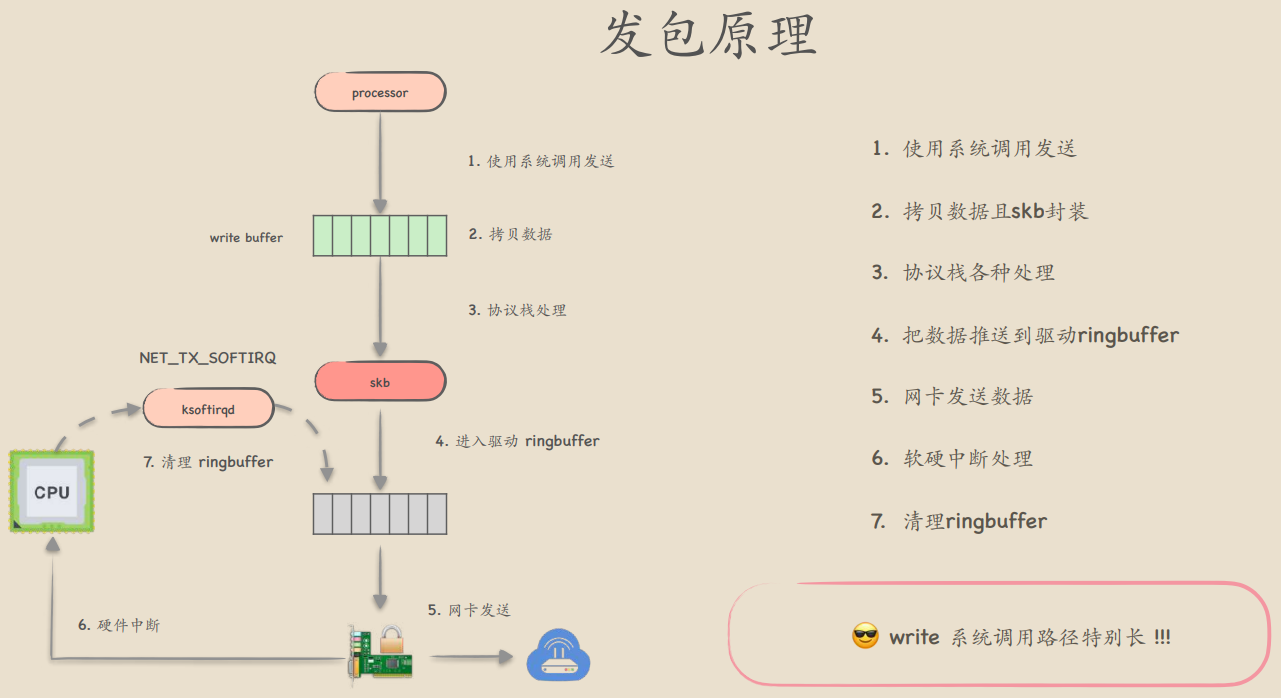 发包原理
processor
1. 使用系统调用发送
write buffer
2. 拷贝数据
3. 协议栈处理
NET_TX_SOFTIRQ
skb
ksoftirqd
4. 进入驱动 ringbuffer
7. 清理 ringbuffer
CPU
5. 网卡发送
6. 硬件中断
1. 使用系统调用发送
2. 拷贝数据且skb封装
3. 协议栈各种处理
4. 把数据推送到驱动ringbuffer
5. 网卡发送数据
6. 软硬中断处理
7. 清理ringbuffer
😎 write 系统调用路径特别长 !!!